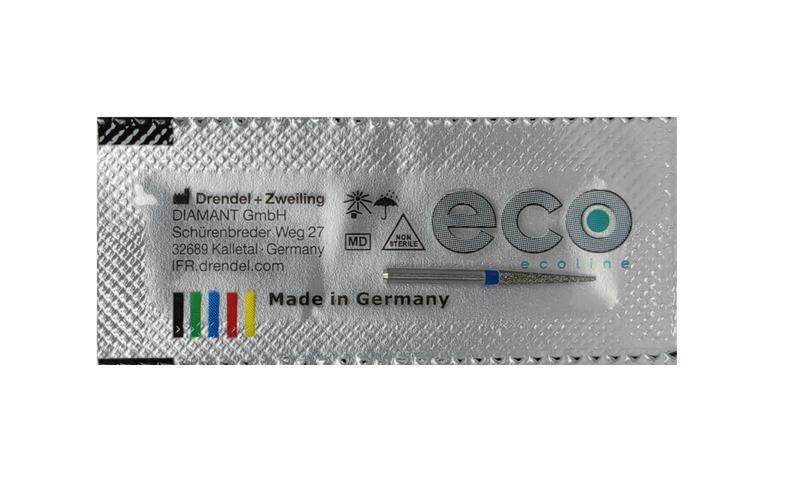 Drendel + Zweiling
DIAMANT GmbH
Schürenbreder Weg 27
32689 Kalletal · Germany
IFR.drendel.com
MD
NON
STERILE
eco
ecoline
Made in Germany